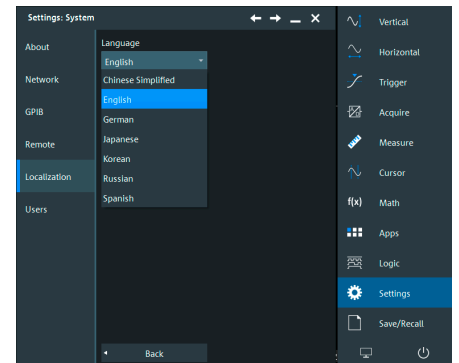 Settings: System
About
Network
GPIB
Remote
Localization
Users
Language
English
Chinese Simplified
English
German
Japanese
Korean
Russian
Spanish
Back
Vertical
Horizontal
Trigger
Acquire
Measure
Cursor
f(x) Math
Apps
Logic
Settings
Save/Recall